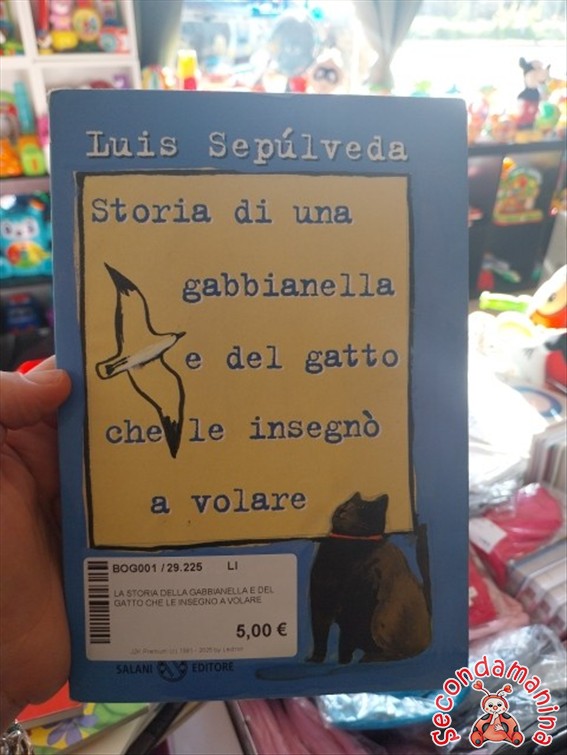 Luis Sepúlveda
Storia di una
gabbianella
e del gatto
che le insegnò
a volare
BOG001 / 29.225 LI
LA STORIA DELLA GABBIANELLA E DEL
GATTO CHE LE INSEGNO A VOLARE
5,00 €
SALANI EDITORE
Secondamanina